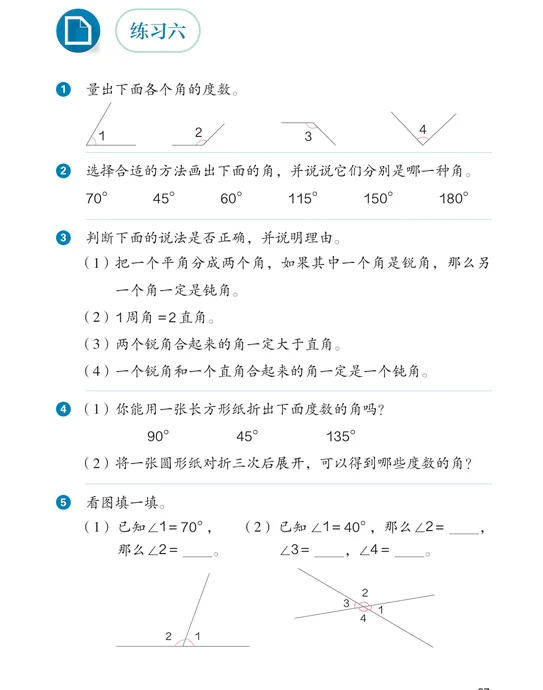 练习六
1 量出下面各个角的度数。
1 2 3 4
2 选择合适的方法画出下面的角，并说说它们分别是哪一种角。
70° 45° 60° 115° 150° 180°
3 判断下面的说法是否正确，并说明理由。
（1）把一个平角分成两个角，如果其中一个角是锐角，那么另
一个角一定是钝角。
（2）1周角=2直角。
（3）两个锐角合起来的角一定大于直角。
（4）一个锐角和一个直角合起来的角一定是一个钝角。
4 （1）你能用一张长方形纸折出下面度数的角吗？
90° 45° 135°
（2）将一张圆形纸对折三次后展开，可以得到哪些度数的角？
5 看图填一填。
（1）已知∠1=70°， （2）已知∠1=40°，那么∠2=____，
那么∠2=____。 ∠3=____，∠4=____。
2 1
2
3 1
4